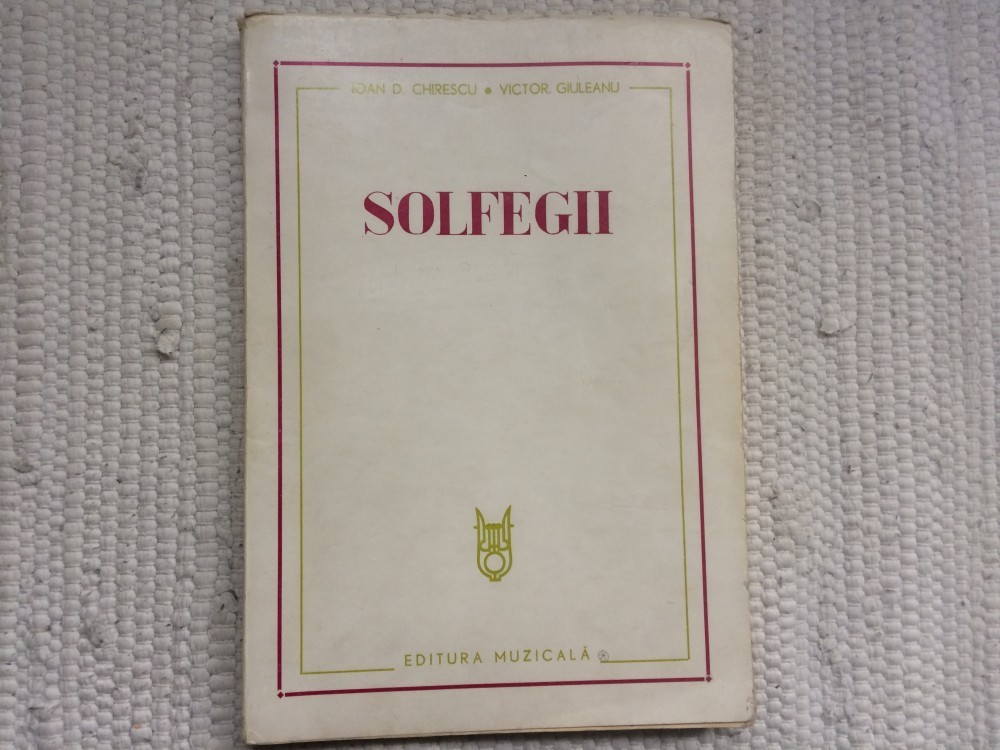 IOAN D. CHIRESCU • VICTOR GIULEANU
SOLFEGII
EDITURA MUZICALĂ